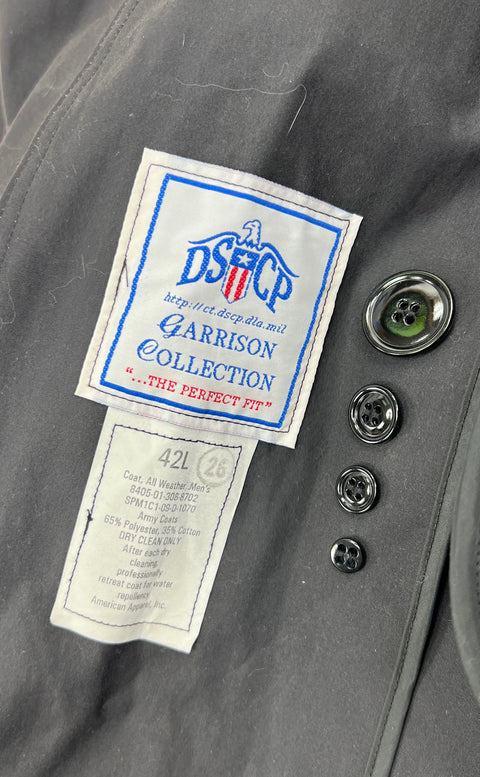 DSCP
http://ct.dscp.dla.mil
GARRISON
COLLECTION
"...THE PERFECT FIT"
42L 26
Coat, All Weather, Men's
8405-01-308-8702
SPM1C1-09-D-1070
Army Coats
65% Polyester, 35% Cotton
DRY CLEAN ONLY
After each dry
cleaning,
professionally
retreat coat for water
repellency
American Apparel, Inc.